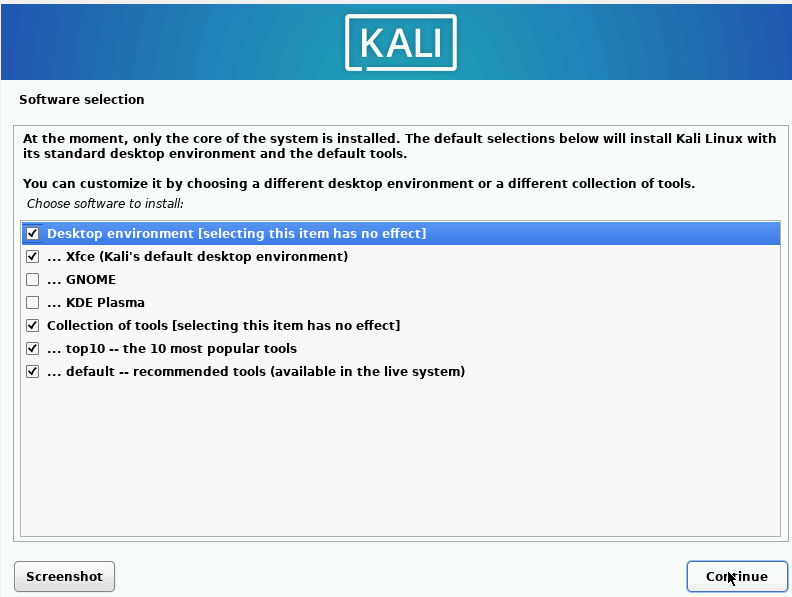 KALI
Software selection
At the moment, only the core of the system is installed. The default selections below will install Kali Linux with
its standard desktop environment and the default tools.
You can customize it by choosing a different desktop environment or a different collection of tools.
Choose software to install:
Desktop environment [selecting this item has no effect]
... Xfce (Kali's default desktop environment)
... GNOME
... KDE Plasma
Collection of tools [selecting this item has no effect]
... top10 -- the 10 most popular tools
... default -- recommended tools (available in the live system)
Screenshot
Continue